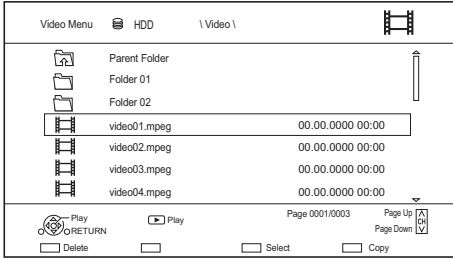 Video Menu HDD \ Video \
Parent Folder
Folder 01
Folder 02
video01.mpeg 00.00.0000 00:00
video02.mpeg 00.00.0000 00:00
video03.mpeg 00.00.0000 00:00
video04.mpeg 00.00.0000 00:00
Play Play Page 0001/0003 Page Up
CH
RETURN Page Down
Delete Select Copy